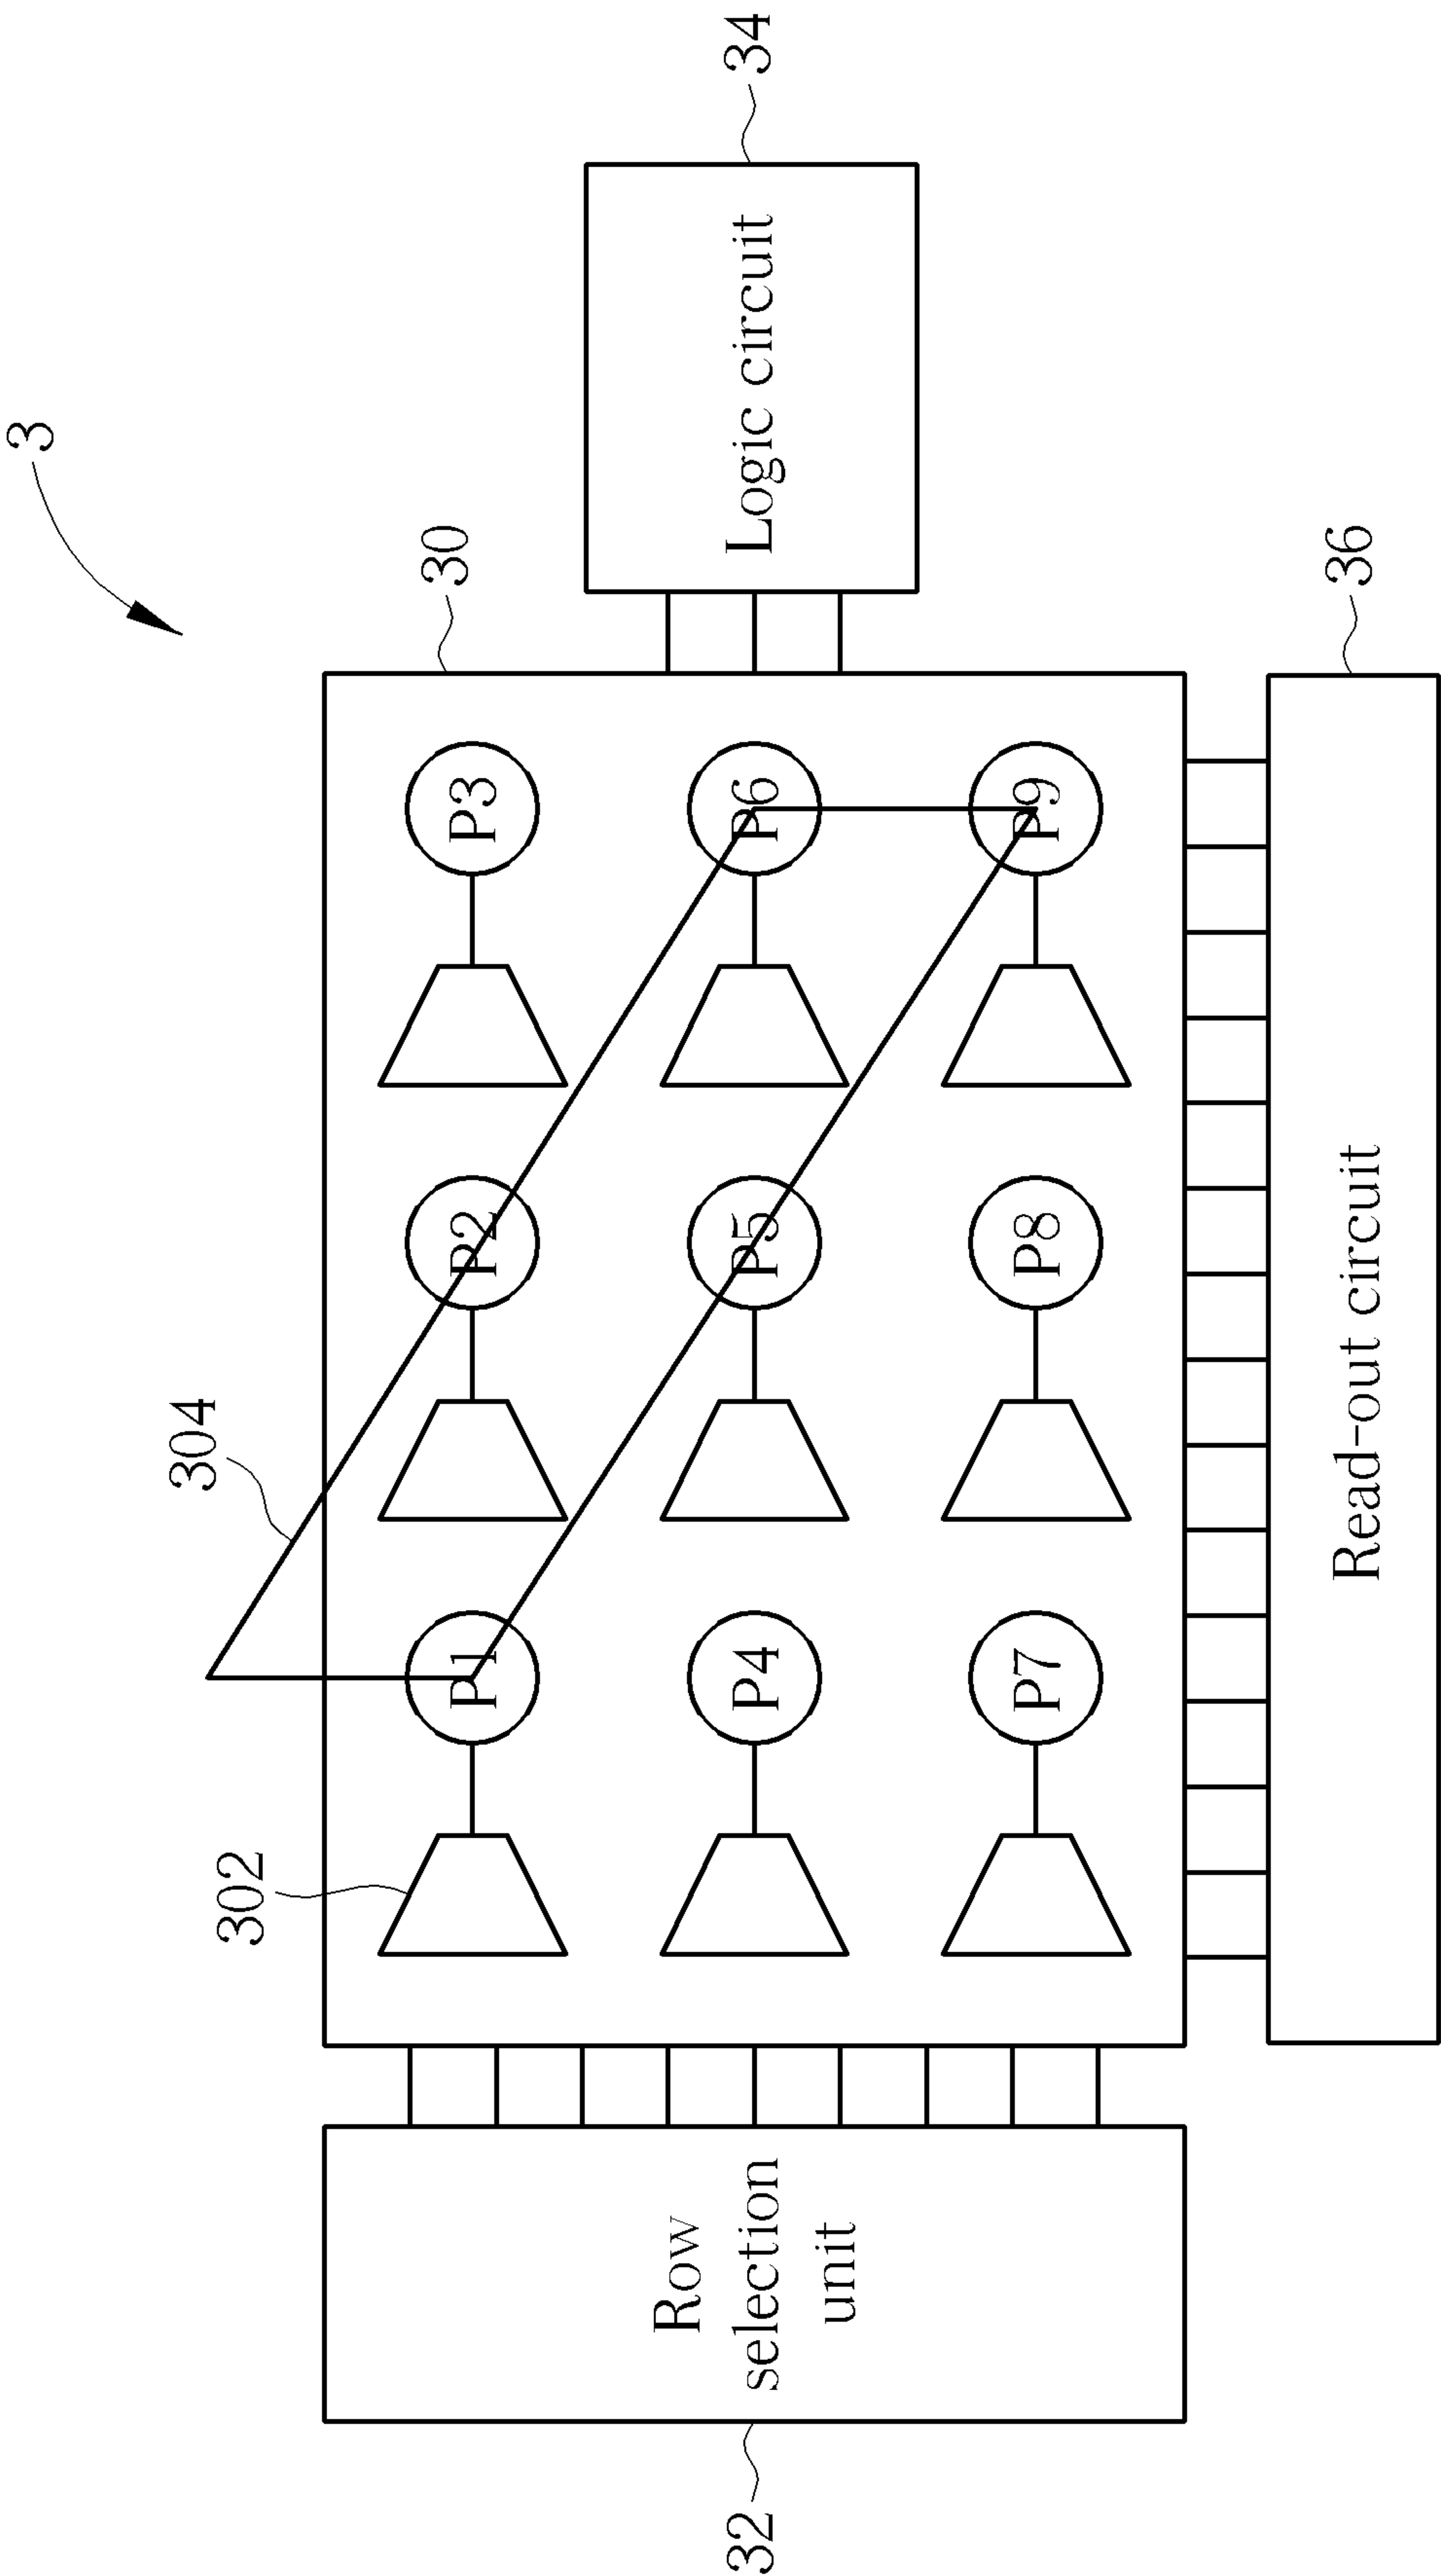 3
304
302
30
P1
P2
P3
32
Row
selection
unit
P4
P5
P6
Logic circuit
34
P7
P8
P9
Read-out circuit
36